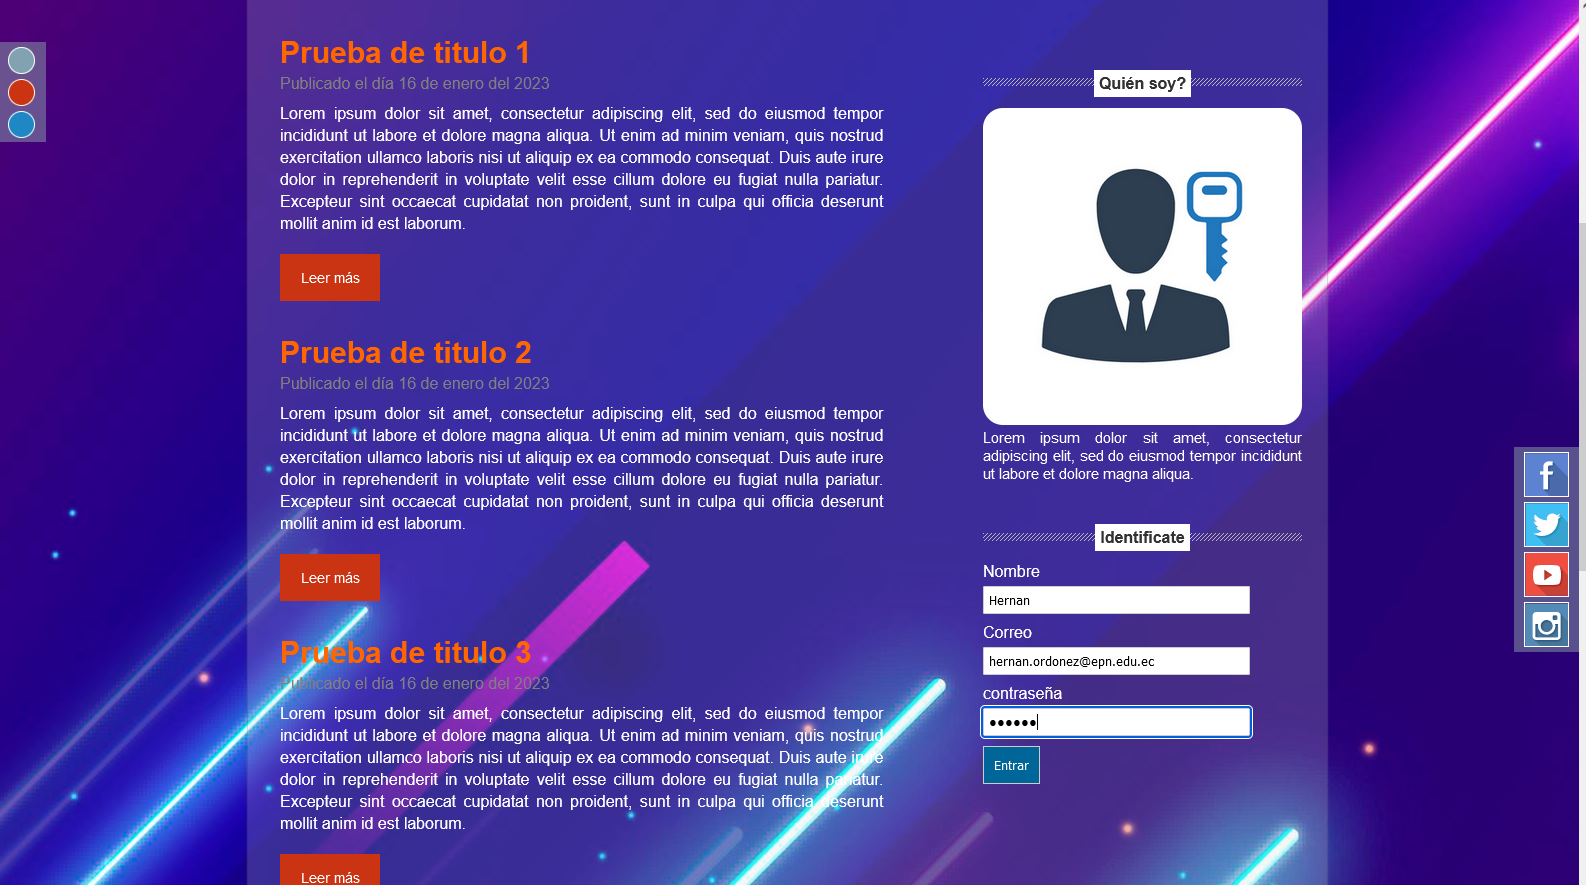 Prueba de titulo 1
Publicado el día 16 de enero del 2023
Lorem ipsum dolor sit amet, consectetur adipiscing elit, sed do eiusmod tempor
incididunt ut labore et dolore magna aliqua. Ut enim ad minim veniam, quis nostrud
exercitation ullamco laboris nisi ut aliquip ex ea commodo consequat. Duis aute irure
dolor in reprehenderit in voluptate velit esse cillum dolore eu fugiat nulla pariatur.
Excepteur sint occaecat cupidatat non proident, sunt in culpa qui officia deserunt
mollit anim id est laborum.
Leer más
Prueba de titulo 2
Publicado el día 16 de enero del 2023
Lorem ipsum dolor sit amet, consectetur adipiscing elit, sed do eiusmod tempor
incididunt ut labore et dolore magna aliqua. Ut enim ad minim veniam, quis nostrud
exercitation ullamco laboris nisi ut aliquip ex ea commodo consequat. Duis aute irure
dolor in reprehenderit in voluptate velit esse cillum dolore eu fugiat nulla pariatur.
Excepteur sint occaecat cupidatat non proident, sunt in culpa qui officia deserunt
mollit anim id est laborum.
Leer más
Prueba de titulo 3
Publicado el día 16 de enero del 2023
Lorem ipsum dolor sit amet, consectetur adipiscing elit, sed do eiusmod tempor
incididunt ut labore et dolore magna aliqua. Ut enim ad minim veniam, quis nostrud
exercitation ullamco laboris nisi ut aliquip ex ea commodo consequat. Duis aute irure
dolor in reprehenderit in voluptate velit esse cillum dolore eu fugiat nulla pariatur.
Excepteur sint occaecat cupidatat non proident, sunt in culpa qui officia deserunt
mollit anim id est laborum.
Leer más
Quién soy?
Lorem ipsum dolor sit amet, consectetur
adipiscing elit, sed do eiusmod tempor incididunt
ut labore et dolore magna aliqua.
Identificate
Nombre
Hernan
Correo
hernan.ordonez@epn.edu.ec
contraseña
••••••
Entrar